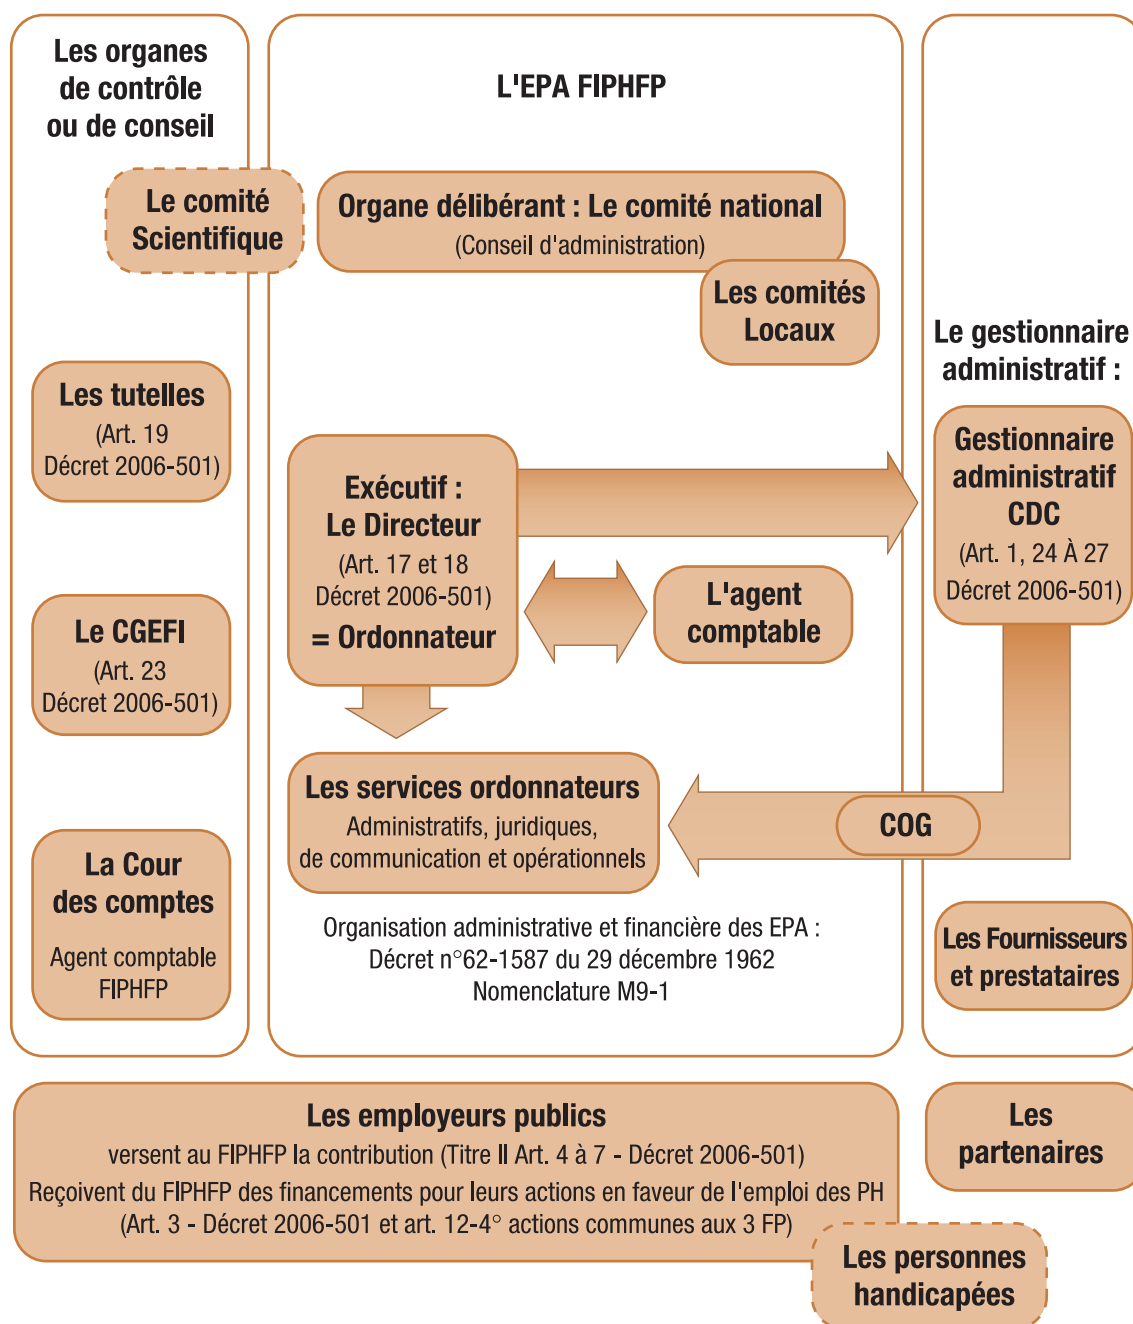 Les organes
de contrôle
ou de conseil
Le comité
Scientifique
Les tutelles
(Art. 19
Décret 2006-501)
Le CGEFI
(Art. 23
Décret 2006-501)
La Cour
des comptes
Agent comptable
FIPHFP
L'EPA FIPHFP
Organe délibérant : Le comité national
(Conseil d'administration)
Les comités
Locaux
Exécutif :
Le Directeur
(Art. 17 et 18
Décret 2006-501)
= Ordonnateur
L'agent
comptable
Les services ordonnateurs
Administratifs, juridiques,
de communication et opérationnels
COG
Organisation administrative et financière des EPA :
Décret n°62-1587 du 29 décembre 1962
Nomenclature M9-1
Le gestionnaire
administratif :
Gestionnaire
administratif
CDC
(Art. 1, 24 À 27
Décret 2006-501)
Les Fournisseurs
et prestataires
Les employeurs publics
versent au FIPHFP la contribution (Titre II Art. 4 à 7 - Décret 2006-501)
Reçoivent du FIPHFP des financements pour leurs actions en faveur de l'emploi des PH
(Art. 3 - Décret 2006-501 et art. 12-4° actions communes aux 3 FP)
Les
partenaires
Les personnes
handicapées